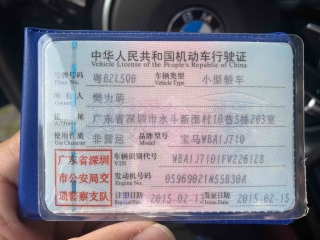 中华人民共和国机动车行驶证
Vehicle License of the People's Republic of China
号牌号码 粤BZL508 车辆类型 小型轿车
Plate No. Vehicle Type
所有人 樊力萌
Owner
住址 广东省深圳市水斗新围村10巷5栋203室
Address
使用性质 非营运 品牌型号 宝马WBA1J710
Use Character Model
广东省深圳
市公安局交
通警察支队
车辆识别代号 WBA1J7101FV226128
VIN
发动机号码 05969021N55B30A
Engine No.
注册日期 2015-02-13 发证日期 2015-02-15
Register Date Issue Date